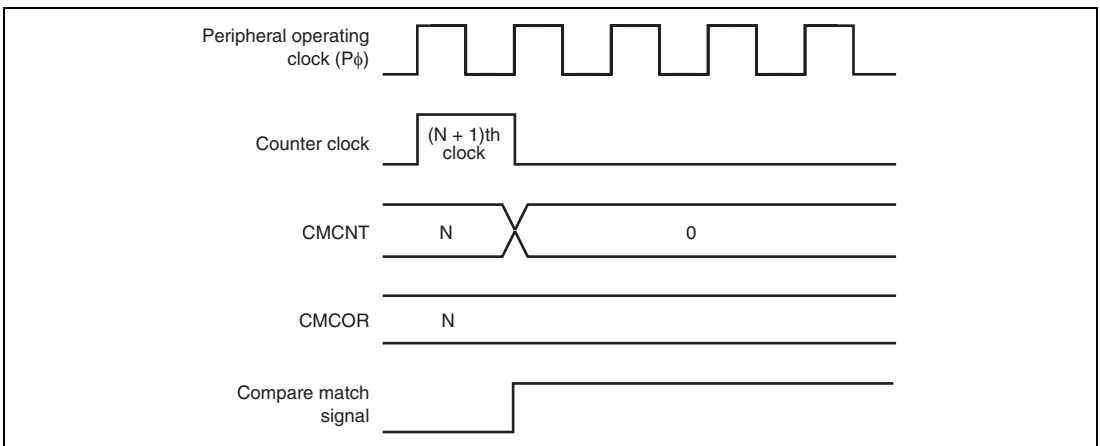 Peripheral operating
clock (Pϕ)
Counter clock
(N + 1)th
clock
CMCNT
N
0
CMCOR
N
Compare match
signal